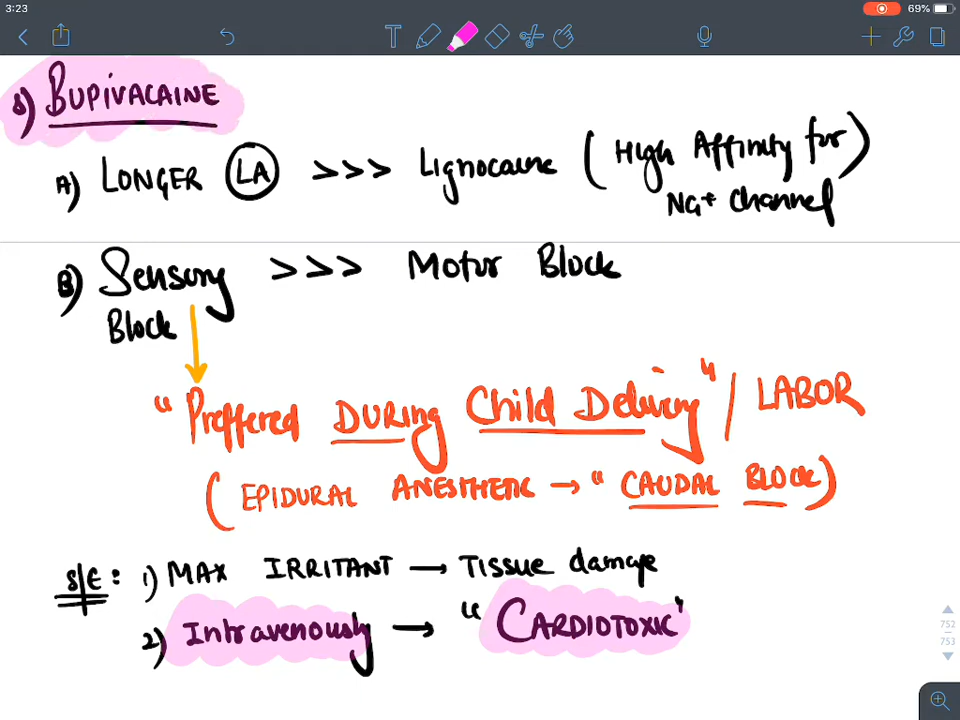 3:23
69%
T
5) BUPIVACAINE
A) LONGER LA >>> Lignocaine (High Affinity for
Na+ channel)
B) Sensory >>> Motor Block
Block
"Preffered DURING Child Delivery" / LABOR
(EPIDURAL ANESTHETIC → "CAUDAL BLOCK)
S/E: 1) MAX IRRITANT → Tissue damage
2) Intravenously → "CARDIOTOXIC"
752
753